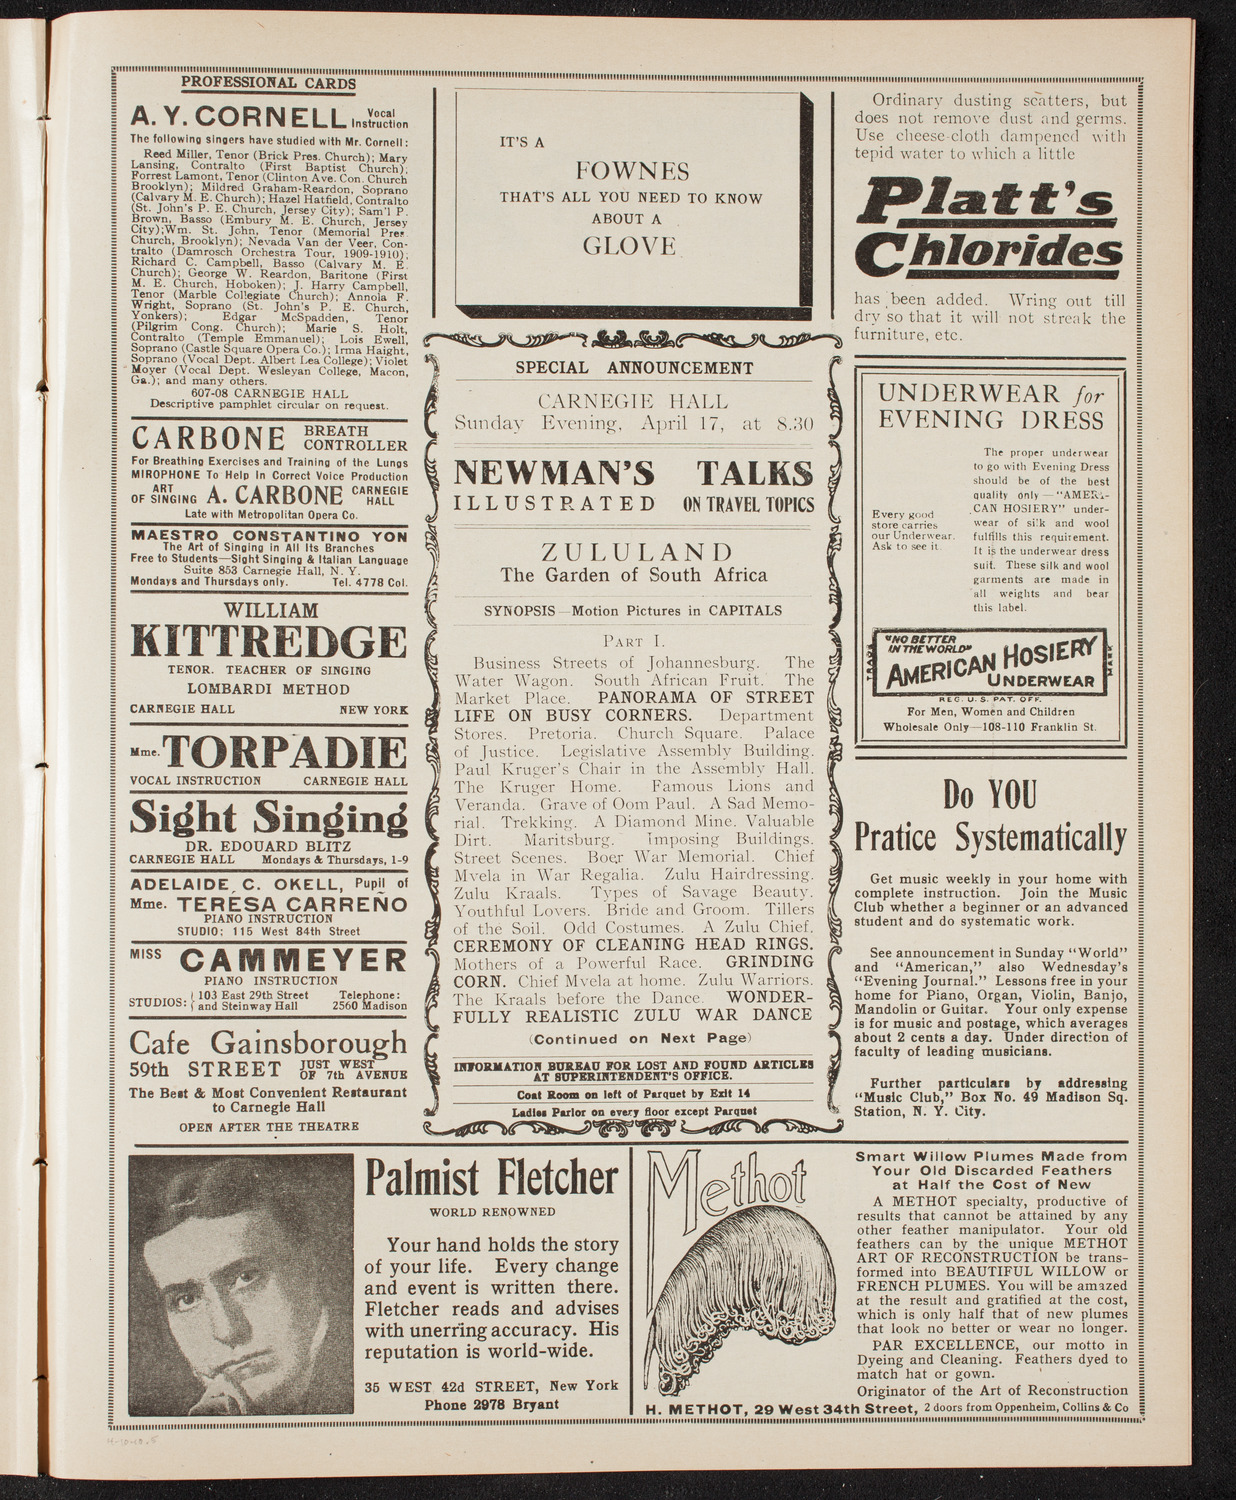 PROFESSIONAL CARDS
A. Y. CORNELL Vocal Instruction
The following singers have studied with Mr. Cornell:
Reed Miller, Tenor (Brick Pres. Church); Mary
Lansing, Contralto (First Baptist Church);
Forrest Lamont, Tenor (Clinton Ave. Con. Church
Brooklyn); Mildred Graham-Reardon, Soprano
(Calvary M. E. Church); Hazel Hatfield, Contralto
(St. John's P. E. Church, Jersey City); Sam'l P.
Brown, Basso (Embury M. E. Church, Jersey
City); Wm. St. John, Tenor (Memorial Pres.
Church, Brooklyn); Nevada Van der Veer, Con-
tralto (Damrosch Orchestra Tour, 1909-1910);
Richard C. Campbell, Basso (Calvary M. E.
Church); George W. Reardon, Baritone (First
M. E. Church, Hoboken); J. Harry Campbell,
Tenor (Marble Collegiate Church); Annola F.
Wright, Soprano (St. John's P. E. Church,
Yonkers); Edgar McSpadden, Tenor
(Pilgrim Cong. Church); Marie S. Holt,
Contralto (Temple Emmanuel); Lois Ewell,
Soprano (Castle Square Opera Co.); Irma Haight,
Soprano (Vocal Dept. Albert Lea College); Violet
Moyer (Vocal Dept. Wesleyan College, Macon,
Ga.); and many others.
607-08 CARNEGIE HALL
Descriptive pamphlet circular on request.
CARBONE BREATH CONTROLLER
For Breathing Exercises and Training of the Lungs
MIROPHONE To Help In Correct Voice Production
ART OF SINGING A. CARBONE CARNEGIE HALL
Late with Metropolitan Opera Co.
MAESTRO CONSTANTINO YON
The Art of Singing in All Its Branches
Free to Students—Sight Singing & Italian Language
Suite 853 Carnegie Hall, N. Y.
Mondays and Thursdays only. Tel. 4778 Col.
WILLIAM
KITTREDGE
TENOR. TEACHER OF SINGING
LOMBARDI METHOD
CARNEGIE HALL NEW YORK
Mme. TORPADIE
VOCAL INSTRUCTION CARNEGIE HALL
Sight Singing
DR. EDOUARD BLITZ
CARNEGIE HALL Mondays & Thursdays, 1-9
ADELAIDE C. OKELL, Pupil of
Mme. TERESA CARREÑO
PIANO INSTRUCTION
STUDIO: 115 West 84th Street
MISS CAMMEYER
PIANO INSTRUCTION
STUDIOS: { 103 East 29th Street Telephone:
{ and Steinway Hall 2560 Madison
Cafe Gainsborough
59th STREET JUST WEST OF 7th AVENUE
The Best & Most Convenient Restaurant
to Carnegie Hall
OPEN AFTER THE THEATRE
IT'S A
FOWNES
THAT'S ALL YOU NEED TO KNOW
ABOUT A
GLOVE
SPECIAL ANNOUNCEMENT
CARNEGIE HALL
Sunday Evening, April 17, at 8.30
NEWMAN'S TALKS
ILLUSTRATED ON TRAVEL TOPICS
ZULULAND
The Garden of South Africa
SYNOPSIS—Motion Pictures in CAPITALS
PART I.
Business Streets of Johannesburg. The
Water Wagon. South African Fruit. The
Market Place. PANORAMA OF STREET
LIFE ON BUSY CORNERS. Department
Stores. Pretoria. Church Square. Palace
of Justice. Legislative Assembly Building.
Paul Kruger's Chair in the Assembly Hall.
The Kruger Home. Famous Lions and
Veranda. Grave of Oom Paul. A Sad Memo-
rial. Trekking. A Diamond Mine. Valuable
Dirt. Maritsburg. Imposing Buildings.
Street Scenes. Boer War Memorial. Chief
Mvela in War Regalia. Zulu Hairdressing.
Zulu Kraals. Types of Savage Beauty.
Youthful Lovers. Bride and Groom. Tillers
of the Soil. Odd Costumes. A Zulu Chief.
CEREMONY OF CLEANING HEAD RINGS.
Mothers of a Powerful Race. GRINDING
CORN. Chief Mvela at home. Zulu Warriors.
The Kraals before the Dance. WONDER-
FULLY REALISTIC ZULU WAR DANCE
(Continued on Next Page)
INFORMATION BUREAU FOR LOST AND FOUND ARTICLES
AT SUPERINTENDENT'S OFFICE.
Coat Room on left of Parquet by Exit 14
Ladies Parlor on every floor except Parquet
Ordinary dusting scatters, but
does not remove dust and germs.
Use cheese-cloth dampened with
tepid water to which a little
Platt's
Chlorides
has been added. Wring out till
dry so that it will not streak the
furniture, etc.
UNDERWEAR for
EVENING DRESS
Every good
store carries
our Underwear.
Ask to see it.
The proper underwear
to go with Evening Dress
should be of the best
quality only—"AMERI-
CAN HOSIERY" under-
wear of silk and wool
fulfills this requirement.
It is the underwear dress
suit. These silk and wool
garments are made in
all weights and bear
this label.
"NO BETTER
IN THE WORLD"
TRADE MARK
AMERICAN HOSIERY
UNDERWEAR
REG. U. S. PAT. OFF.
For Men, Women and Children
Wholesale Only—108-110 Franklin St.
Do YOU
Pratice Systematically
Get music weekly in your home with
complete instruction. Join the Music
Club whether a beginner or an advanced
student and do systematic work.
See announcement in Sunday "World"
and "American," also Wednesday's
"Evening Journal." Lessons free in your
home for Piano, Organ, Violin, Banjo,
Mandolin or Guitar. Your only expense
is for music and postage, which averages
about 2 cents a day. Under direction of
faculty of leading musicians.
Further particulars by addressing
"Music Club," Box No. 49 Madison Sq.
Station, N. Y. City.
Palmist Fletcher
WORLD RENOWNED
Your hand holds the story
of your life. Every change
and event is written there.
Fletcher reads and advises
with unerring accuracy. His
reputation is world-wide.
35 WEST 42d STREET, New York
Phone 2978 Bryant
Methot
Smart Willow Plumes Made from
Your Old Discarded Feathers
at Half the Cost of New
A METHOT specialty, productive of
results that cannot be attained by any
other feather manipulator. Your old
feathers can by the unique METHOT
ART OF RECONSTRUCTION be trans-
formed into BEAUTIFUL WILLOW or
FRENCH PLUMES. You will be amazed
at the result and gratified at the cost,
which is only half that of new plumes
that look no better or wear no longer.
PAR EXCELLENCE, our motto in
Dyeing and Cleaning. Feathers dyed to
match hat or gown.
Originator of the Art of Reconstruction
H. METHOT, 29 West 34th Street, 2 doors from Oppenheim, Collins & Co
4-10-10.5